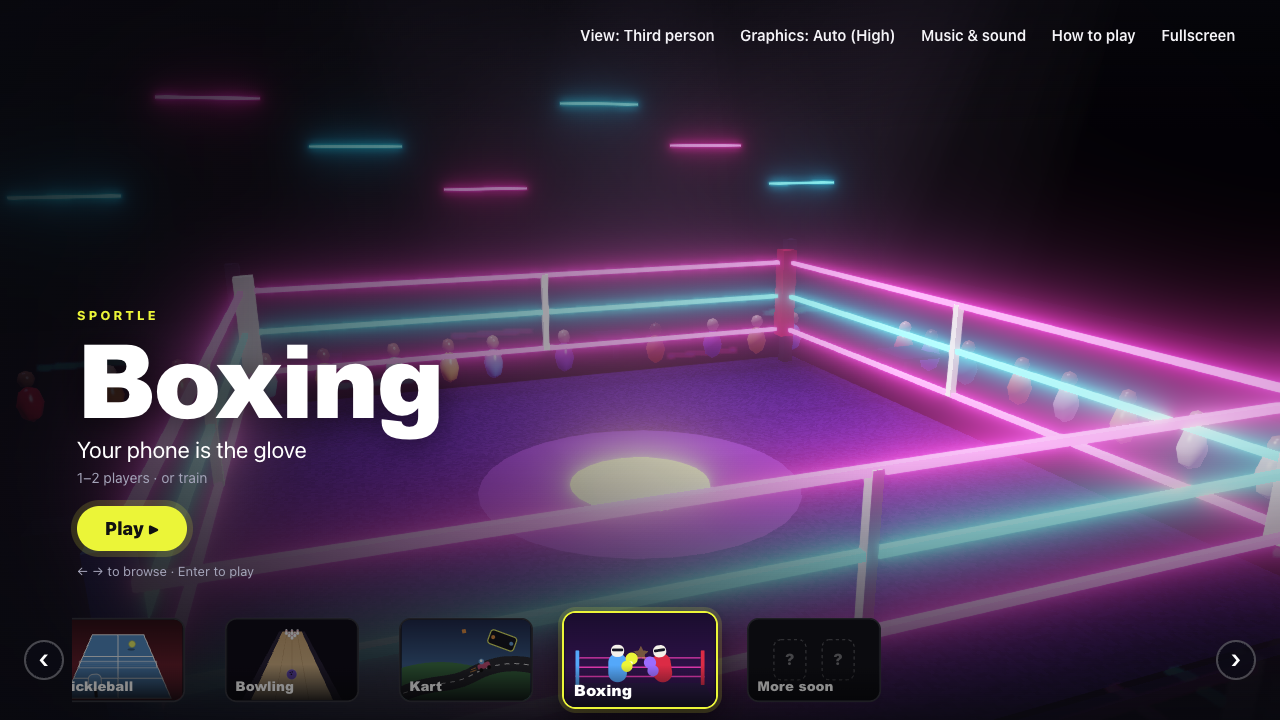 View: Third person
Graphics: Auto (High)
Music & sound
How to play
Fullscreen
SPORTLE
Boxing
Your phone is the glove
1–2 players · or train
Play ▸
← → to browse · Enter to play
‹
ickleball
Bowling
Kart
Boxing
? ?
More soon
›